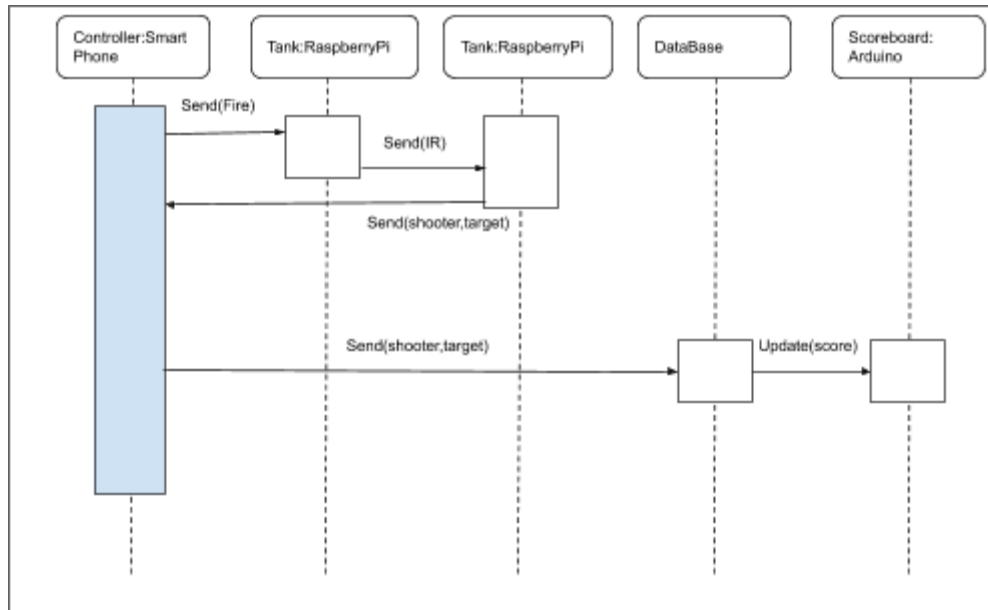 Controller:Smart
Phone
Tank:RaspberryPi
Tank:RaspberryPi
DataBase
Scoreboard:
Arduino
Send(Fire)
Send(IR)
Send(shooter,target)
Send(shooter,target)
Update(score)